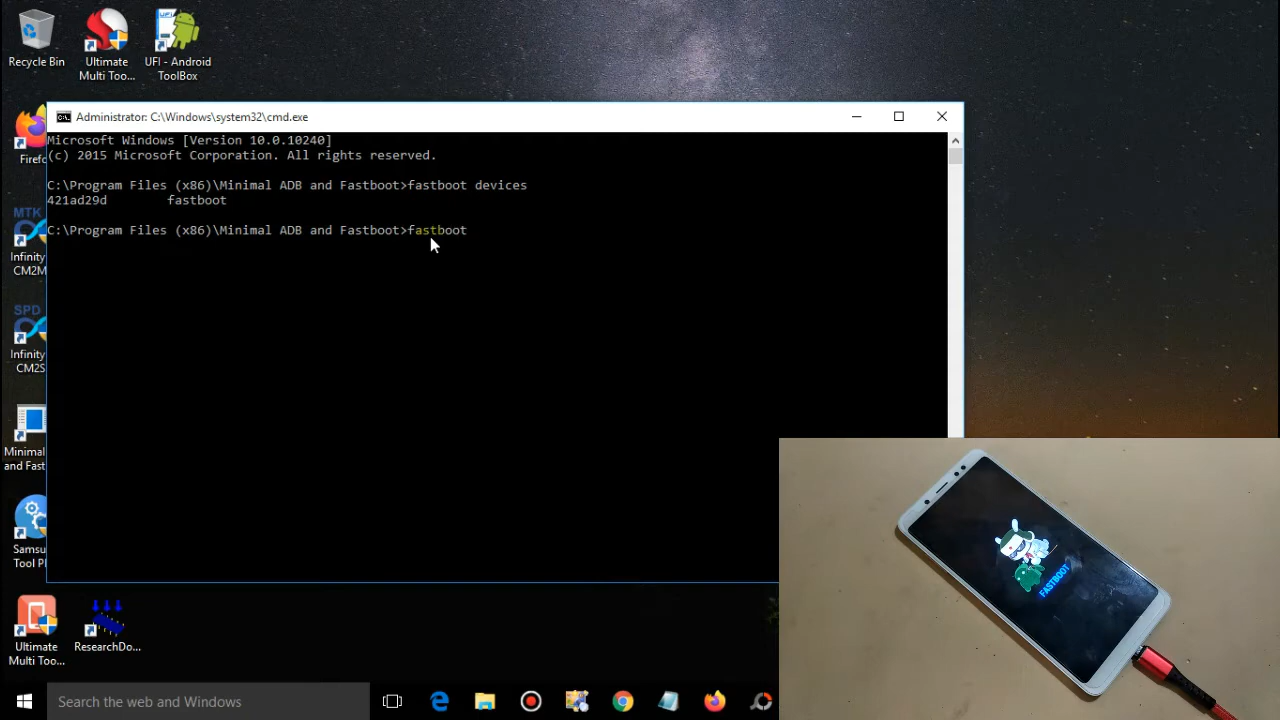 Recycle Bin
Ultimate
Multi Too...
UFI - Android
ToolBox
UFI
Administrator: C:\Windows\system32\cmd.exe
Microsoft Windows [Version 10.0.10240]
(c) 2015 Microsoft Corporation. All rights reserved.
C:\Program Files (x86)\Minimal ADB and Fastboot>fastboot devices
421ad29d fastboot
C:\Program Files (x86)\Minimal ADB and Fastboot>fastboot
Firef
MTK
Infinity
CM2M
SPD
Infinity
CM2S
Minimal
and Fast
Samsu
Tool P
Ultimate
Multi Too...
ResearchDo...
FASTBOOT
Search the web and Windows